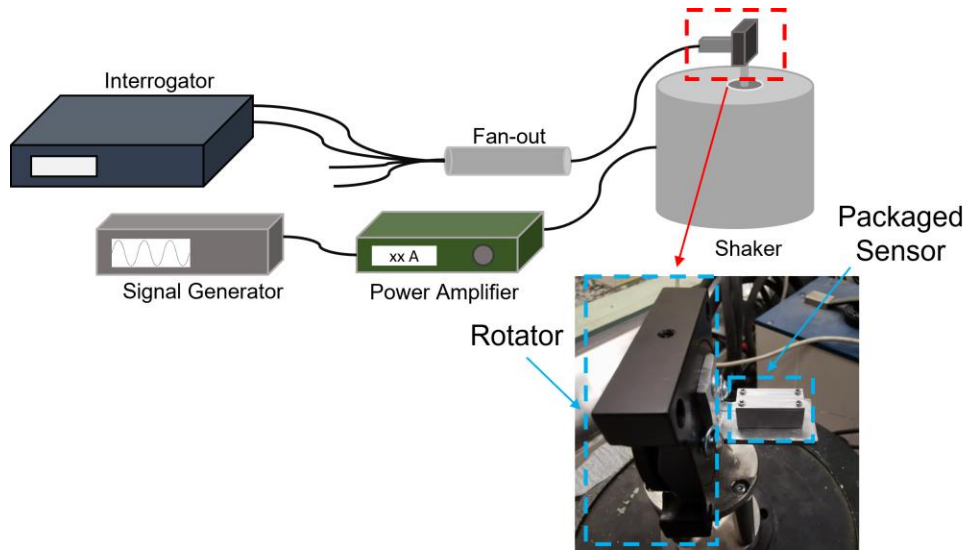 Interrogator
Fan-out
xx A
Signal Generator
Power Amplifier
Shaker
Packaged
Sensor
Rotator